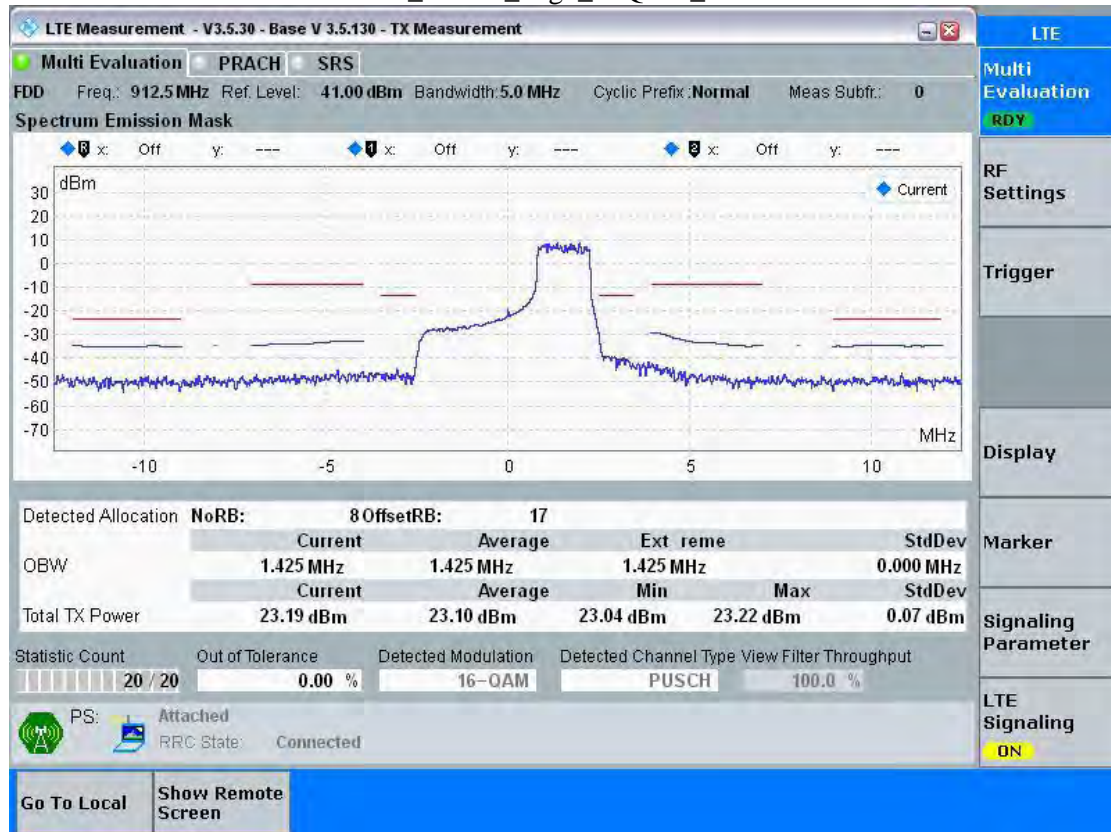 LTE Measurement - V3.5.30 - Base V 3.5.130 - TX Measurement
LTE
Multi Evaluation PRACH SRS
Multi Evaluation
RDY
FDD Freq.: 912.5 MHz Ref. Level: 41.00 dBm Bandwidth: 5.0 MHz Cyclic Prefix : Normal Meas Subfr.: 0
Spectrum Emission Mask
R x: Off y: --- 1 x: Off y: --- 2 x: Off y: ---
dBm
Current
30
20
10
0
-10
-20
-30
-40
-50
-60
-70
MHz
-10 -5 0 5 10
RF Settings
Trigger
Display
Marker
Signaling Parameter
LTE Signaling
ON
Detected Allocation NoRB: 8 OffsetRB: 17
Current Average Ext reme StdDev
OBW 1.425 MHz 1.425 MHz 1.425 MHz 0.000 MHz
Current Average Min Max StdDev
Total TX Power 23.19 dBm 23.10 dBm 23.04 dBm 23.22 dBm 0.07 dBm
Statistic Count Out of Tolerance Detected Modulation Detected Channel Type View Filter Throughput
20 / 20 0.00 % 16-QAM PUSCH 100.0 %
PS: Attached
RRC State: Connected
Go To Local Show Remote Screen